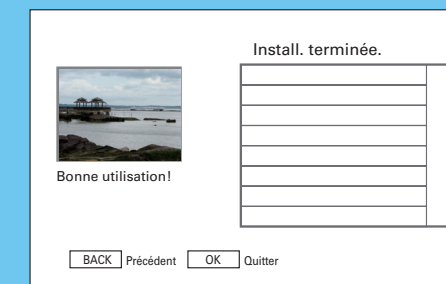 Install. terminée.
Bonne utilisation!
BACK Précédent OK Quitter